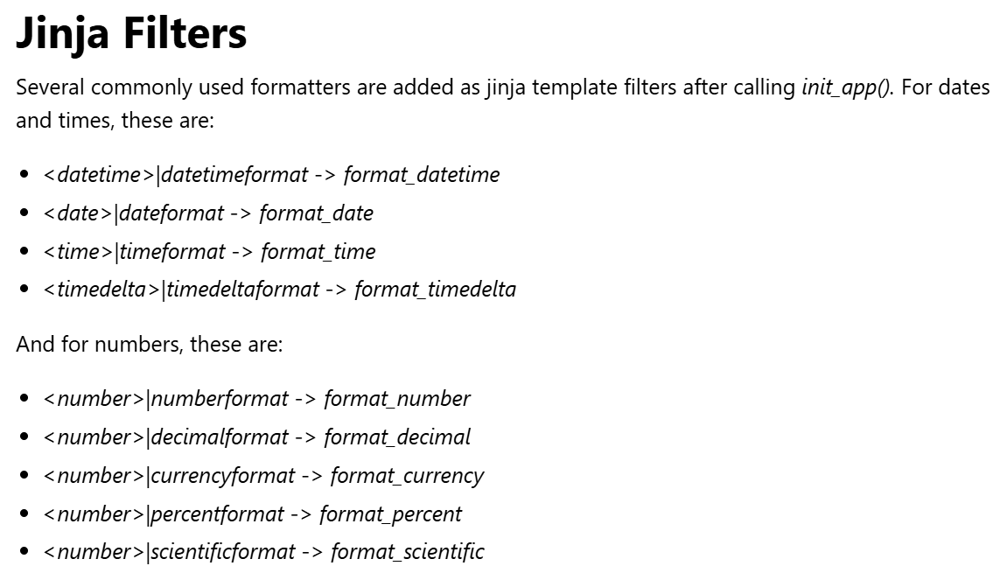 Jinja Filters
Several commonly used formatters are added as jinja template filters after calling init_app(). For dates
and times, these are:
• <datetime>|datetimeformat -> format_datetime
• <date>|dateformat -> format_date
• <time>|timeformat -> format_time
• <timedelta>|timedeltaformat -> format_timedelta
And for numbers, these are:
• <number>|numberformat -> format_number
• <number>|decimalformat -> format_decimal
• <number>|currencyformat -> format_currency
• <number>|percentformat -> format_percent
• <number>|scientificformat -> format_scientific